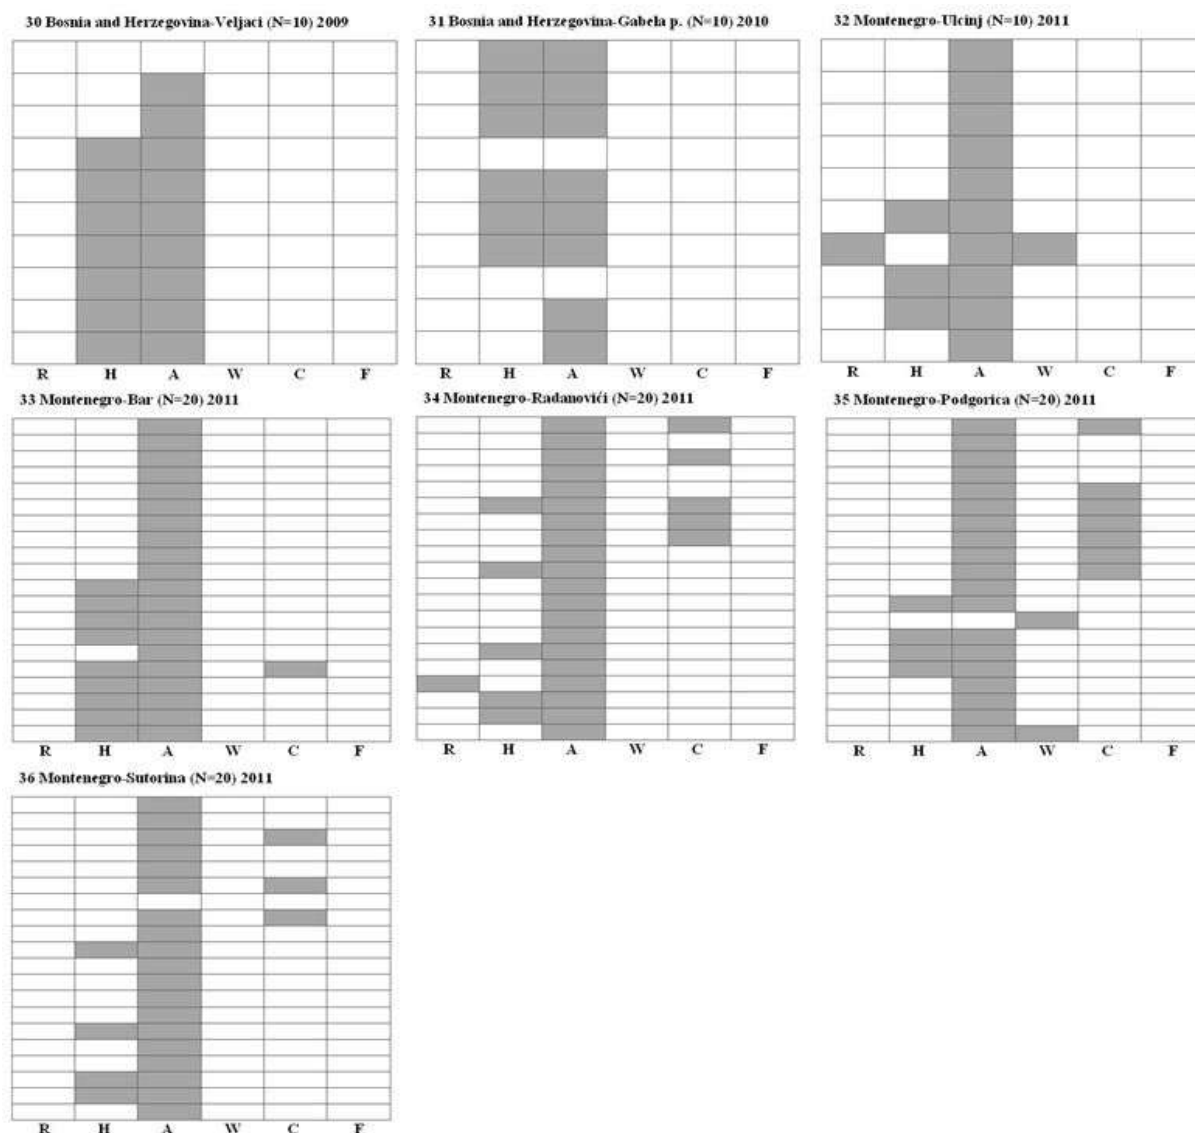 30 Bosnia and Herzegovina-Veljaci (N=10) 2009
31 Bosnia and Herzegovina-Gabela p. (N=10) 2010
32 Montenegro-Ulcinj (N=10) 2011
R H A W C F
R H A W C F
R H A W C F
33 Montenegro-Bar (N=20) 2011
34 Montenegro-Radanovići (N=20) 2011
35 Montenegro-Podgorica (N=20) 2011
R H A W C F
R H A W C F
R H A W C F
36 Montenegro-Sutorina (N=20) 2011
R H A W C F